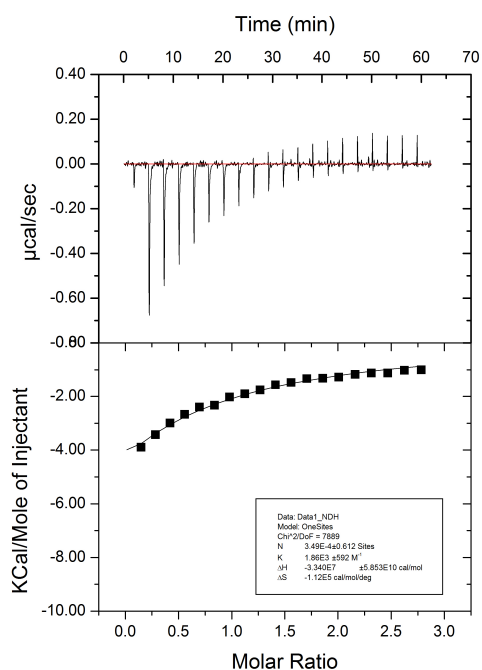 Time (min)
0 10 20 30 40 50 60 70
0.40
0.20
0.00
-0.20
-0.40
-0.60
µcal/sec
-2.00
-4.00
-6.00
-8.00
-10.00
KCal/Mole of Injectant
Data: Data1_NDH
Model: OneSites
Chi^2/DoF = 7889
N 3.49E-4±0.612 Sites
K 1.86E3 ±592 M⁻¹
ΔH -3.340E7 ±5.853E10 cal/mol
ΔS -1.12E5 cal/mol/deg
0.0 0.5 1.0 1.5 2.0 2.5 3.0
Molar Ratio